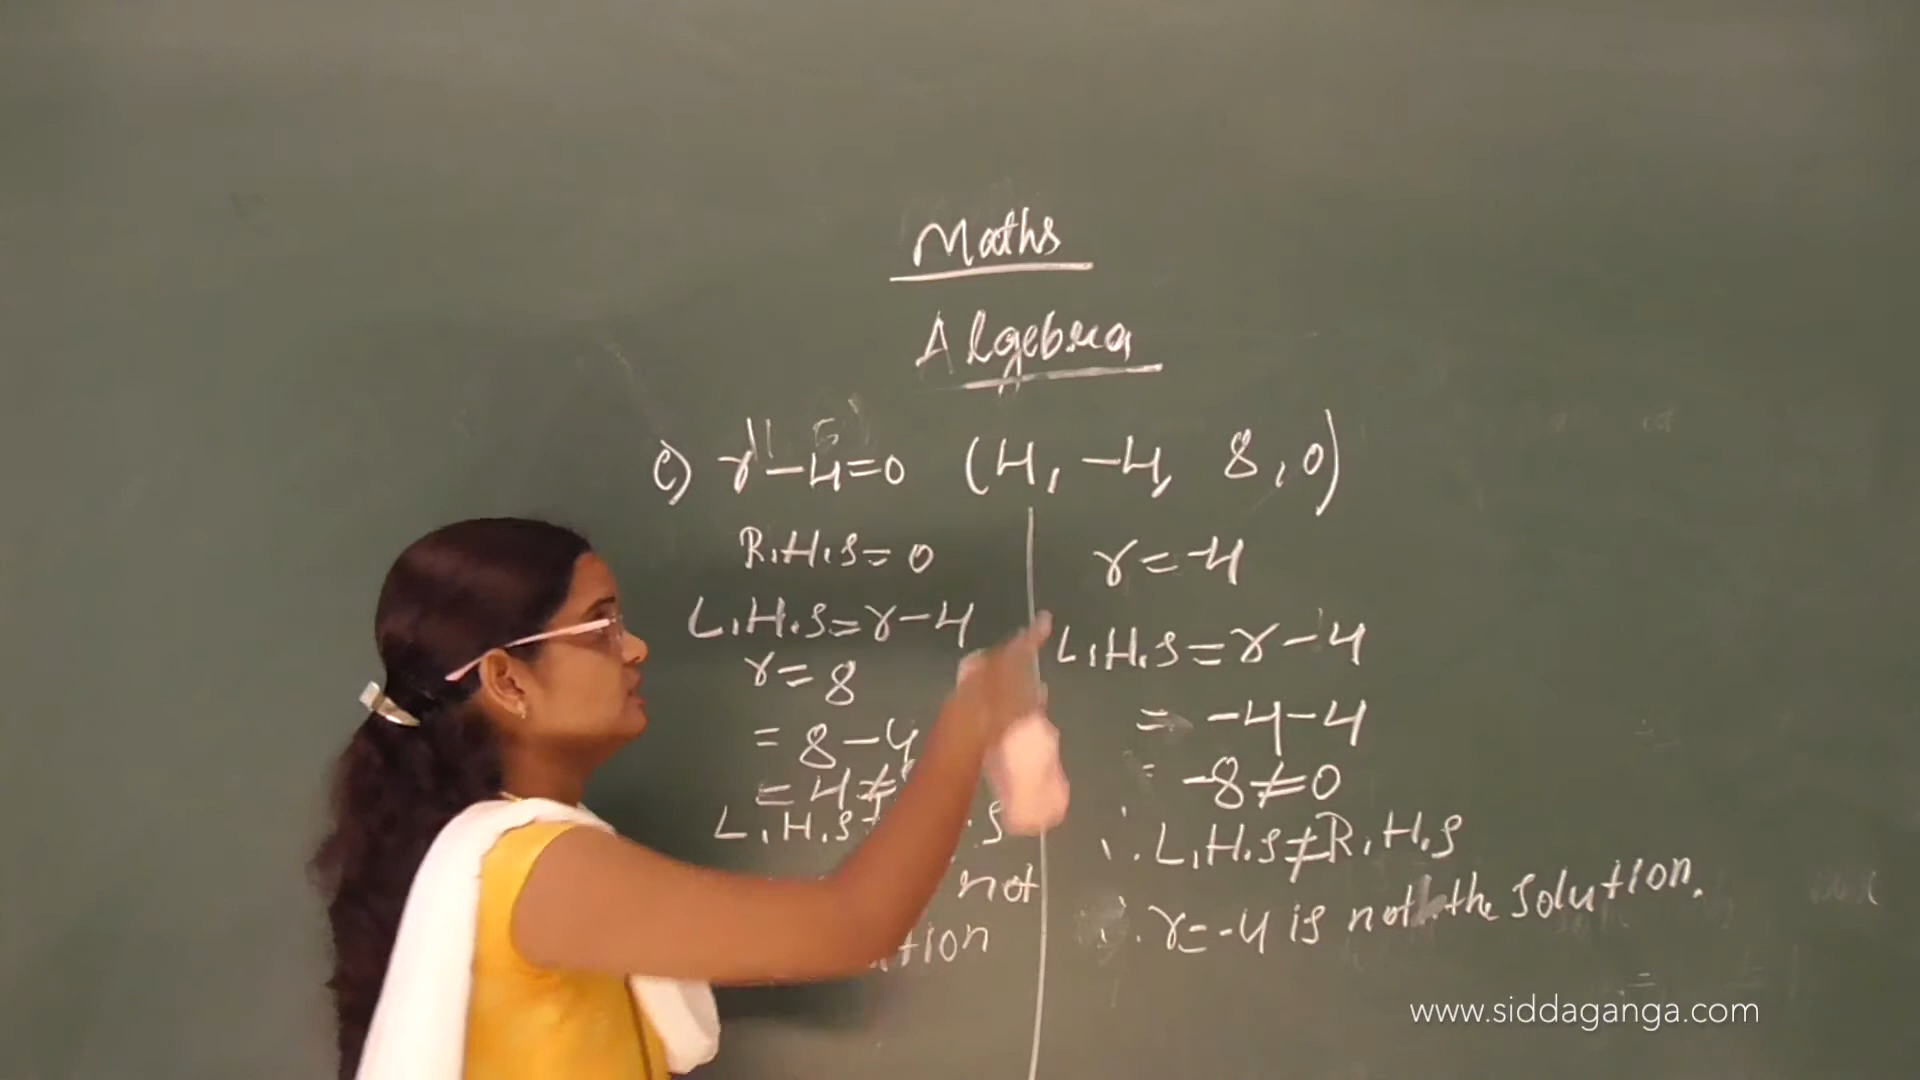 Maths
Algebra
c) r-4=0 (4, -4, 8, 0)
R.H.S=0
L.H.S=r-4
r=8
= 8-4
= 4≠
L.H.S
not
r=-4
L.H.S=r-4
= -4-4
= -8≠0
∴ L.H.S≠R.H.S
∴ r=-4 is not the solution.
www.siddaganga.com